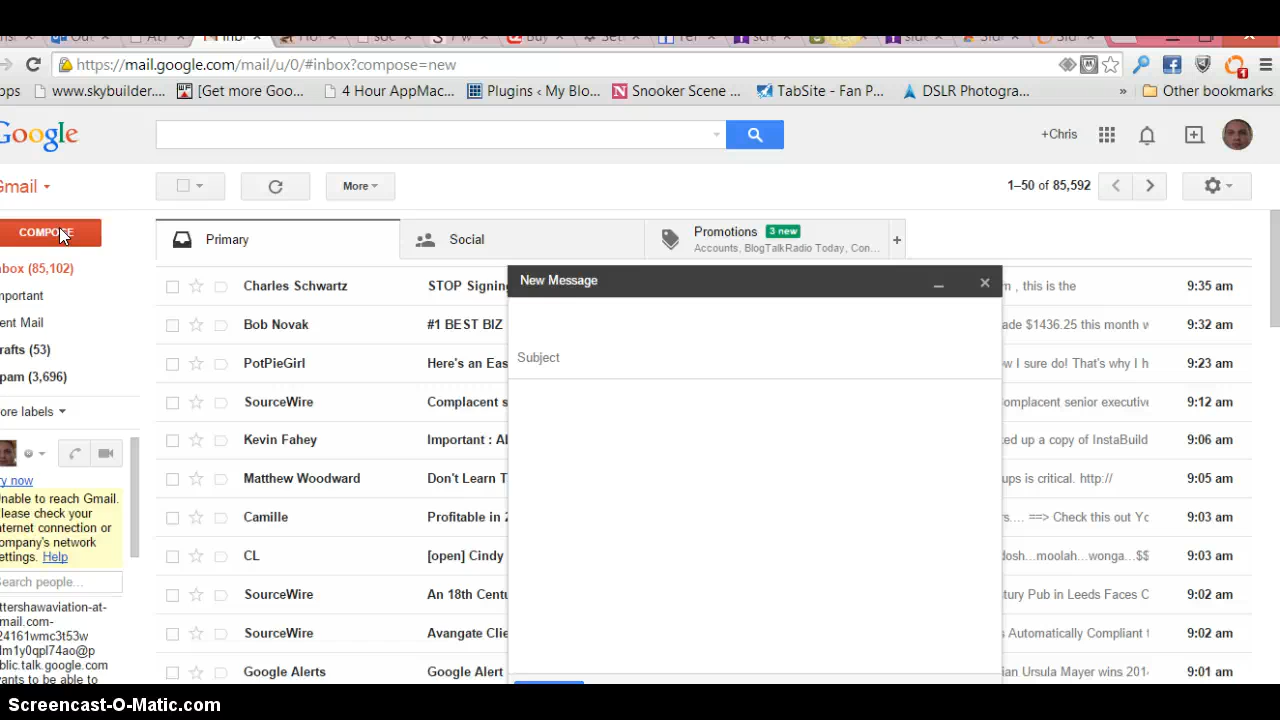 https://mail.google.com/mail/u/0/#inbox?compose=new
pps www.skybuilder.... [Get more Goo... 4 Hour AppMac... Plugins ‹ My Blo... Snooker Scene ... TabSite - Fan P... DSLR Photogra... » Other bookmarks
Google +Chris
Gmail More 1–50 of 85,592
COMPOSE
Primary Social Promotions 3 new
Accounts, BlogTalkRadio Today, Con...
nbox (85,102)
mportant
ent Mail
rafts (53)
pam (3,696)
ore labels
New Message
Subject
Charles Schwartz STOP Signing , this is the 9:35 am
Bob Novak #1 BEST BIZ ade $1436.25 this month w 9:32 am
PotPieGirl Here's an Eas w I sure do! That's why I h 9:23 am
SourceWire Complacent s omplacent senior executive 9:12 am
Kevin Fahey Important : Al ed up a copy of InstaBuild 9:06 am
Matthew Woodward Don't Learn T ups is critical. http:// 9:05 am
Camille Profitable in 2 s.... ==> Check this out Yo 9:03 am
CL [open] Cindy dosh...moolah...wonga...$$ 9:03 am
SourceWire An 18th Centu tury Pub in Leeds Faces C 9:02 am
SourceWire Avangate Clie s Automatically Compliant t 9:02 am
Google Alerts Google Alert ian Ursula Mayer wins 201 9:01 am
ry now
nable to reach Gmail.
lease check your
nternet connection or
ompany's network
ettings. Help
Search people...
ttershawaviation-at-
mail.com-
24161wmc3t53w
lm1y0qpl74ao@p
blic.talk.google.com
ants to be able to
Screencast-O-Matic.com